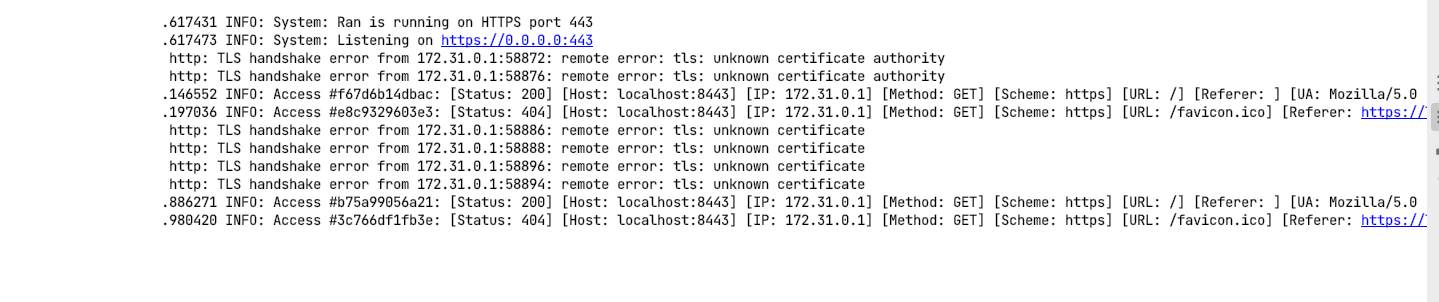 .617431 INFO: System: Ran is running on HTTPS port 443
.617473 INFO: System: Listening on https://0.0.0.0:443
http: TLS handshake error from 172.31.0.1:58872: remote error: tls: unknown certificate authority
http: TLS handshake error from 172.31.0.1:58876: remote error: tls: unknown certificate authority
.146552 INFO: Access #f67d6b14dbac: [Status: 200] [Host: localhost:8443] [IP: 172.31.0.1] [Method: GET] [Scheme: https] [URL: /] [Referer: ] [UA: Mozilla/5.0
.197036 INFO: Access #e8c9329603e3: [Status: 404] [Host: localhost:8443] [IP: 172.31.0.1] [Method: GET] [Scheme: https] [URL: /favicon.ico] [Referer: https://
http: TLS handshake error from 172.31.0.1:58886: remote error: tls: unknown certificate
http: TLS handshake error from 172.31.0.1:58888: remote error: tls: unknown certificate
http: TLS handshake error from 172.31.0.1:58896: remote error: tls: unknown certificate
http: TLS handshake error from 172.31.0.1:58894: remote error: tls: unknown certificate
.886271 INFO: Access #b75a99056a21: [Status: 200] [Host: localhost:8443] [IP: 172.31.0.1] [Method: GET] [Scheme: https] [URL: /] [Referer: ] [UA: Mozilla/5.0
.980420 INFO: Access #3c766df1fb3e: [Status: 404] [Host: localhost:8443] [IP: 172.31.0.1] [Method: GET] [Scheme: https] [URL: /favicon.ico] [Referer: https://